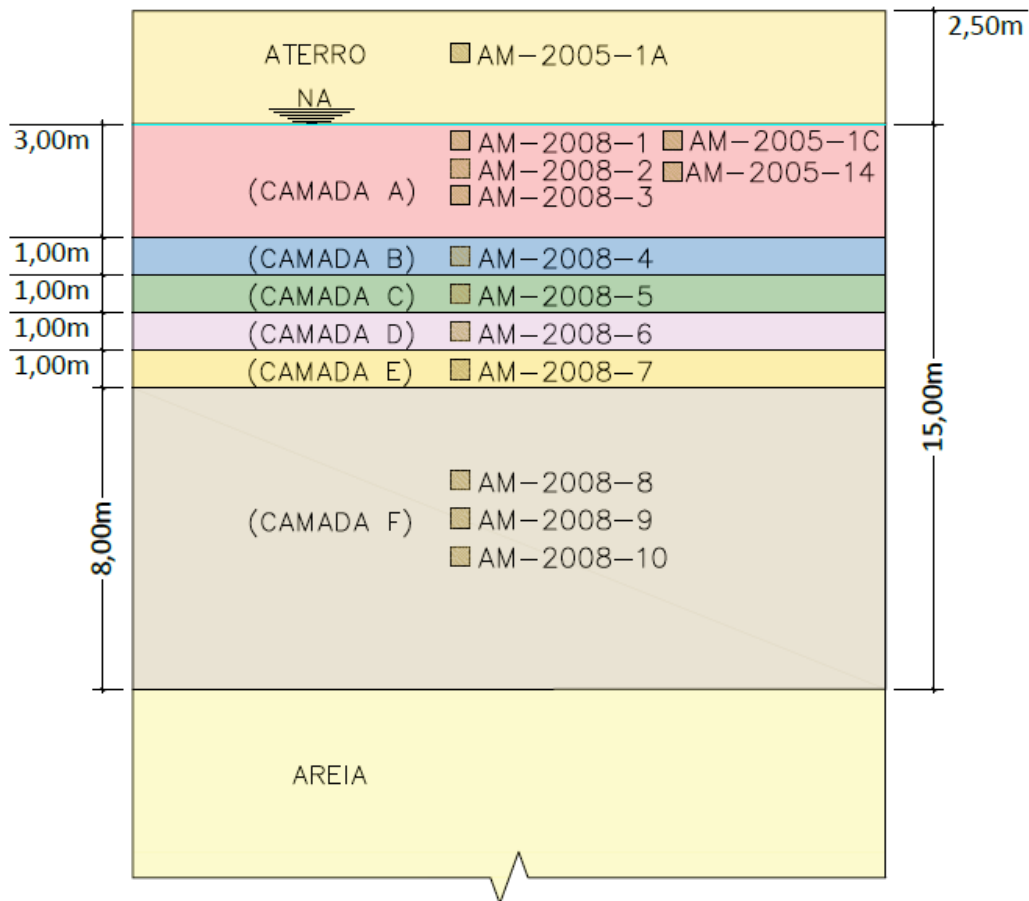 2,50m
ATERRO AM-2005-1A
NA
3,00m
AM-2008-1 AM-2005-1C
AM-2008-2 AM-2005-14
(CAMADA A) AM-2008-3
1,00m (CAMADA B) AM-2008-4
1,00m (CAMADA C) AM-2008-5
1,00m (CAMADA D) AM-2008-6
1,00m (CAMADA E) AM-2008-7
15,00m
AM-2008-8
8,00m (CAMADA F) AM-2008-9
AM-2008-10
AREIA